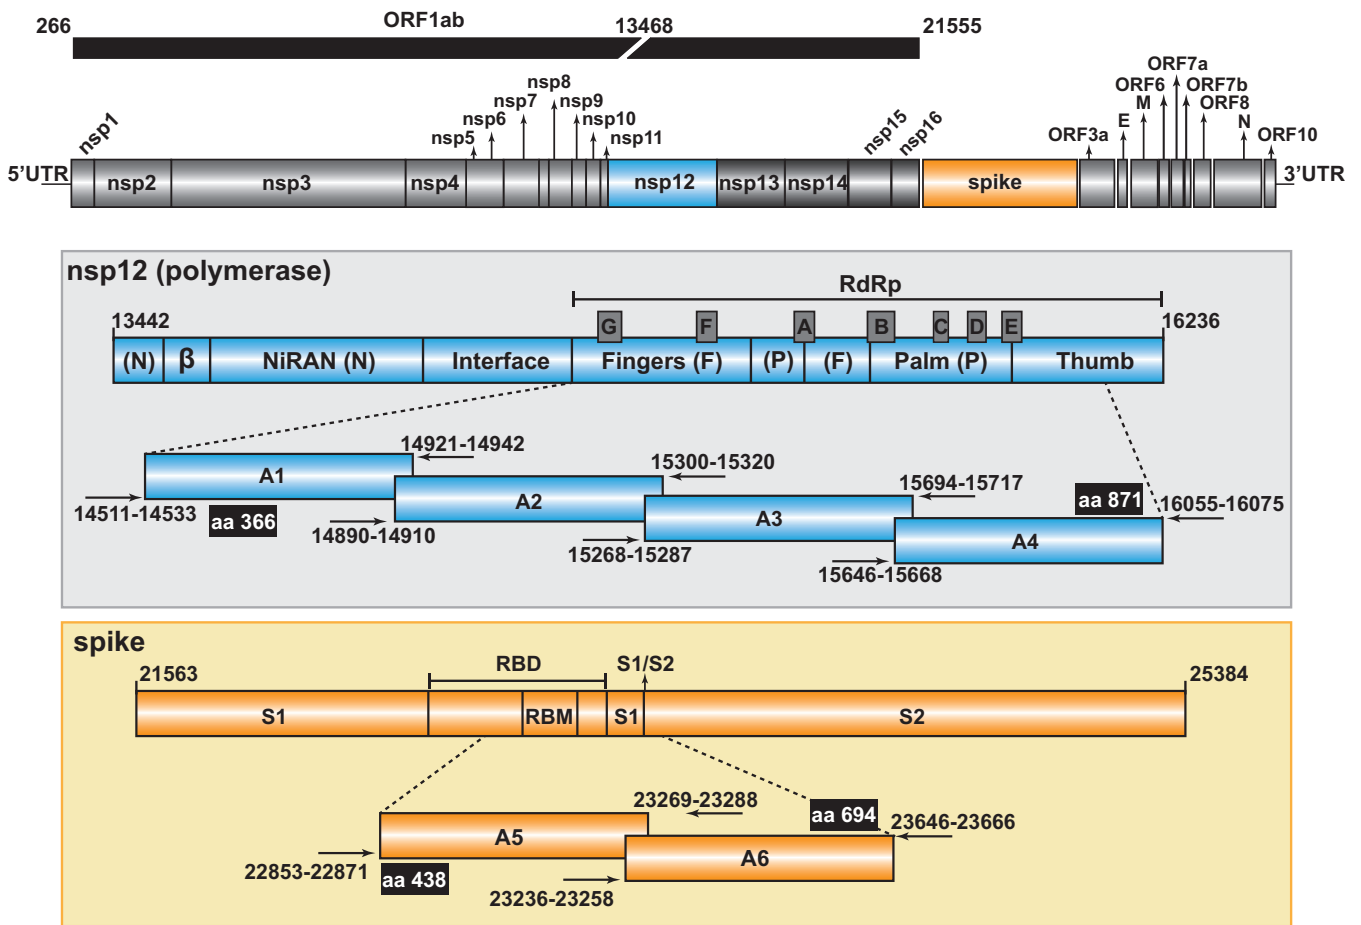 266
ORF1ab
13468
21555
nsp1
nsp5
nsp6
nsp7
nsp8
nsp9
nsp10
nsp11
nsp15
nsp16
ORF3a
E
M
ORF6
ORF7a
ORF7b
ORF8
N
ORF10
5’UTR
nsp2
nsp3
nsp4
nsp12
nsp13
nsp14
spike
3’UTR
nsp12 (polymerase)
RdRp
13442
16236
G
F
A
B
C
D
E
(N)
β
NiRAN (N)
Interface
Fingers (F)
(P)
(F)
Palm (P)
Thumb
14921-14942
A1
14511-14533
aa 366
15300-15320
A2
14890-14910
15694-15717
A3
15268-15287
aa 871
16055-16075
A4
15646-15668
spike
21563
RBD
S1/S2
25384
S1
RBM
S1
S2
23269-23288
A5
22853-22871
aa 438
aa 694
23646-23666
A6
23236-23258